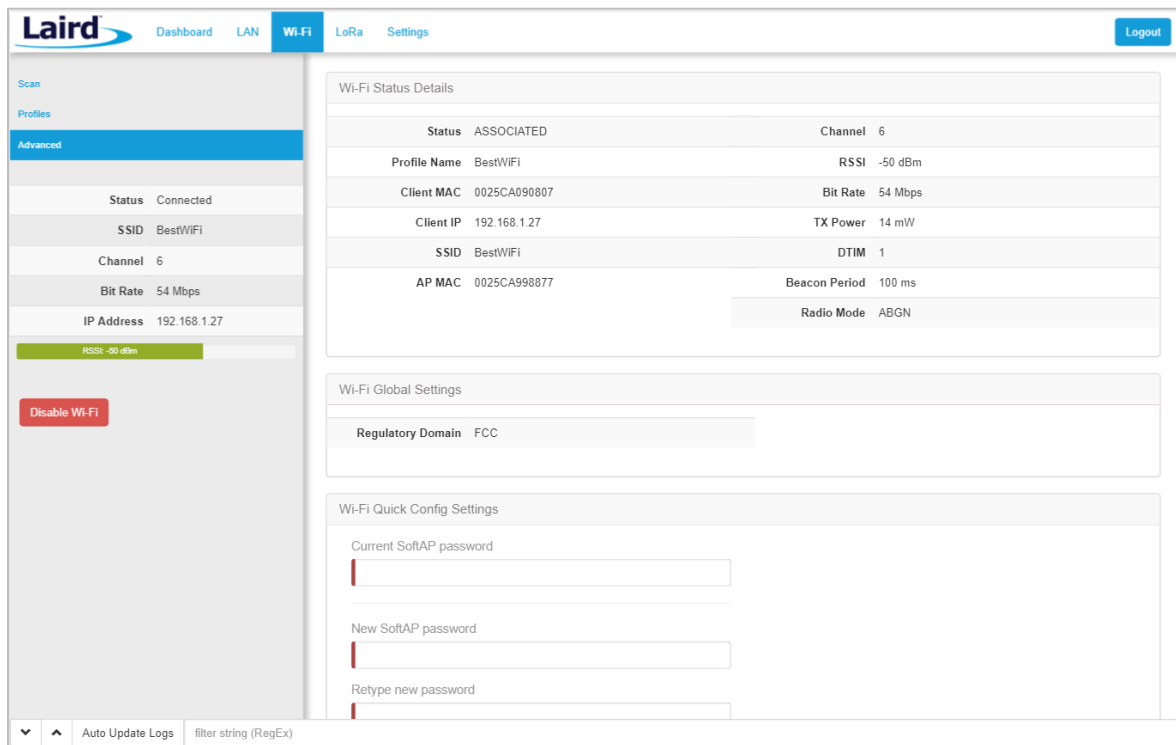 Laird Dashboard LAN Wi-Fi LoRa Settings Logout
Scan
Profiles
Advanced
Status Connected
SSID BestWiFi
Channel 6
Bit Rate 54 Mbps
IP Address 192.168.1.27
RSSI: -50 dBm
Disable Wi-Fi
Wi-Fi Status Details
Status ASSOCIATED Channel 6
Profile Name BestWiFi RSSI -50 dBm
Client MAC 0025CA090807 Bit Rate 54 Mbps
Client IP 192.168.1.27 TX Power 14 mW
SSID BestWiFi DTIM 1
AP MAC 0025CA998877 Beacon Period 100 ms
Radio Mode ABGN
Wi-Fi Global Settings
Regulatory Domain FCC
Wi-Fi Quick Config Settings
Current SoftAP password
New SoftAP password
Retype new password
Auto Update Logs filter string (RegEx)